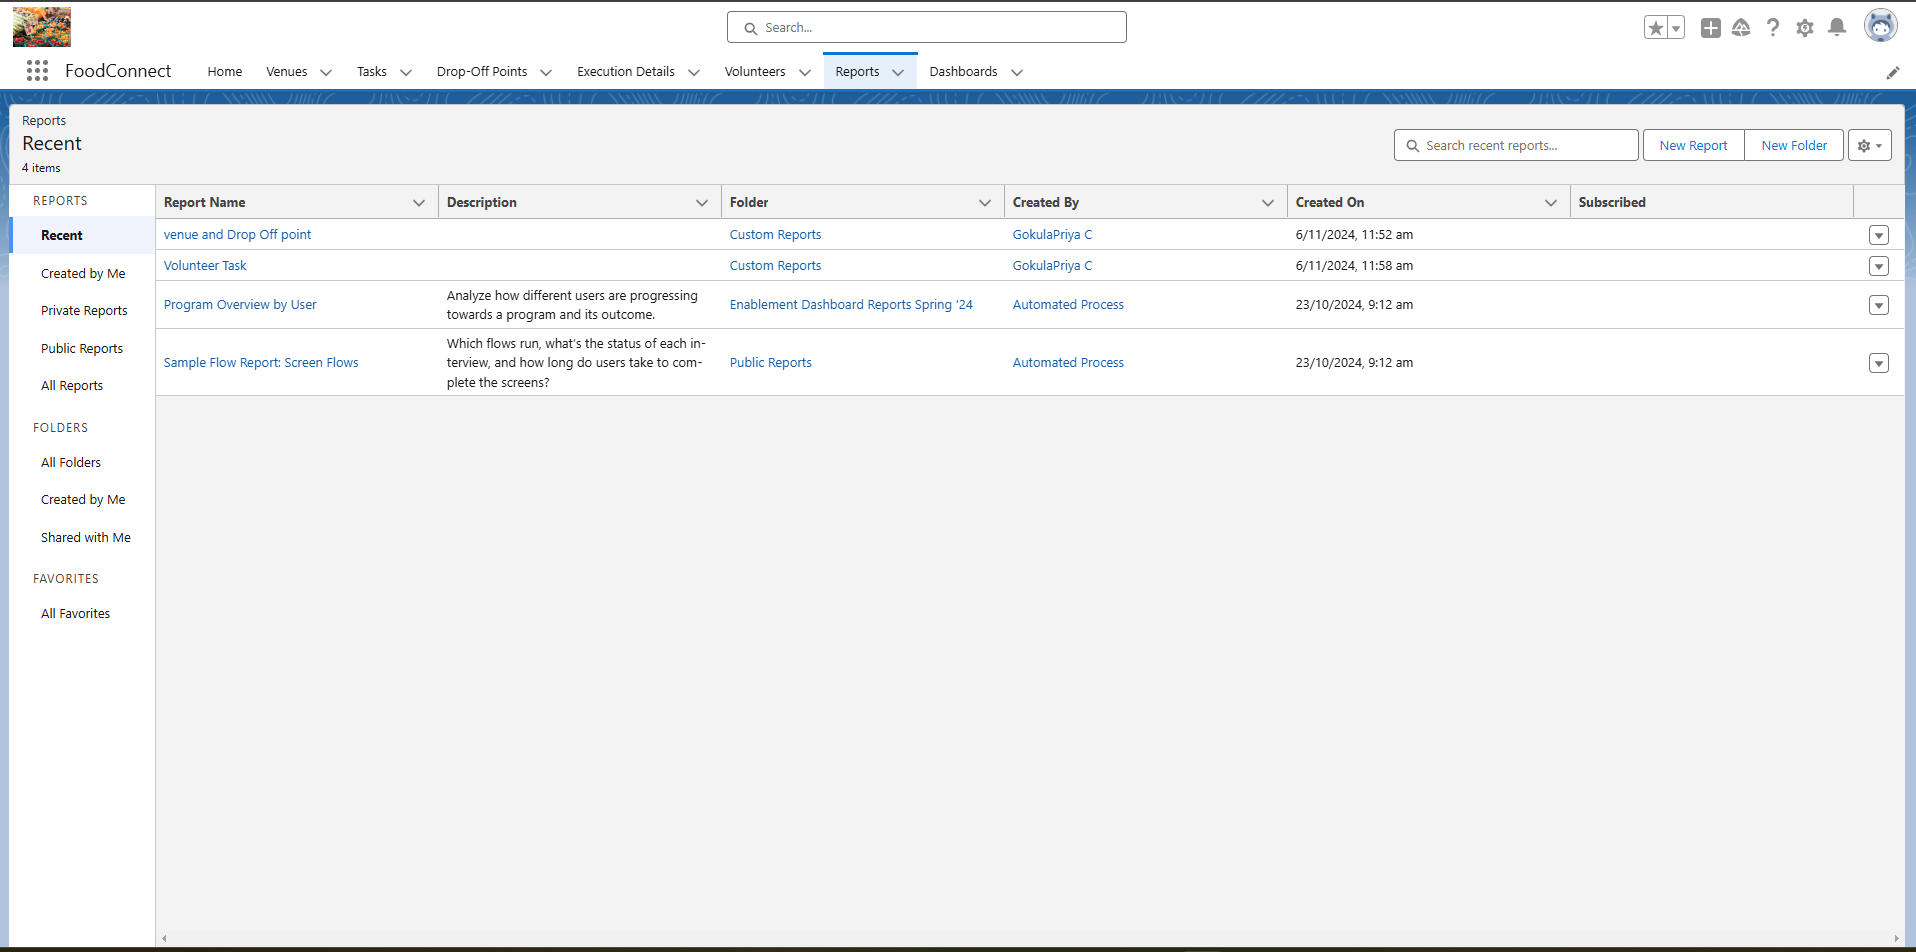 Search...
FoodConnect
Home
Venues
Tasks
Drop-Off Points
Execution Details
Volunteers
Reports
Dashboards
Reports
Recent
4 items
Search recent reports...
New Report
New Folder
REPORTS
Recent
Created by Me
Private Reports
Public Reports
All Reports
FOLDERS
All Folders
Created by Me
Shared with Me
FAVORITES
All Favorites
Report Name Description Folder Created By Created On Subscribed
venue and Drop Off point Custom Reports GokulaPriya C 6/11/2024, 11:52 am
Volunteer Task Custom Reports GokulaPriya C 6/11/2024, 11:58 am
Program Overview by User
Analyze how different users are progressing
towards a program and its outcome.
Enablement Dashboard Reports Spring '24 Automated Process 23/10/2024, 9:12 am
Sample Flow Report: Screen Flows
Which flows run, what's the status of each in-
terview, and how long do users take to com-
plete the screens?
Public Reports Automated Process 23/10/2024, 9:12 am